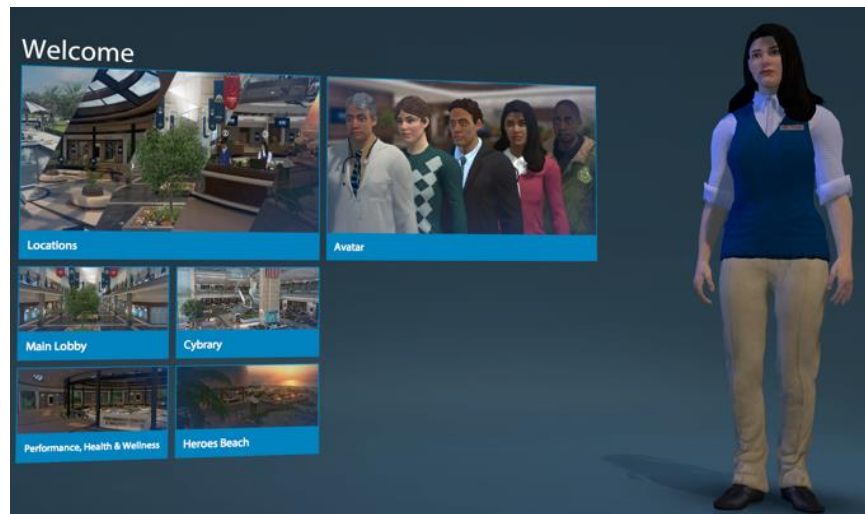 Welcome
Locations
Avatar
Main Lobby
Cybrary
Performance, Health & Wellness
Heroes Beach